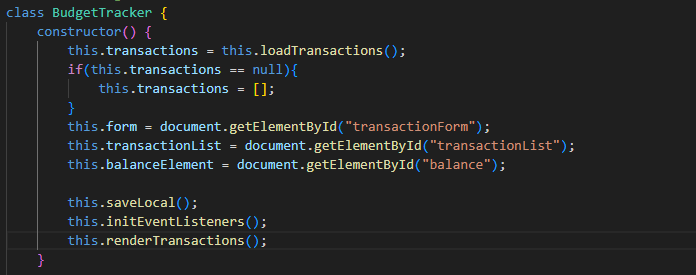 class BudgetTracker {
    constructor() {
        this.transactions = this.loadTransactions();
        if(this.transactions == null){
            this.transactions = [];
        }
        this.form = document.getElementById("transactionForm");
        this.transactionList = document.getElementById("transactionList");
        this.balanceElement = document.getElementById("balance");

        this.saveLocal();
        this.initEventListeners();
        this.renderTransactions();
    }